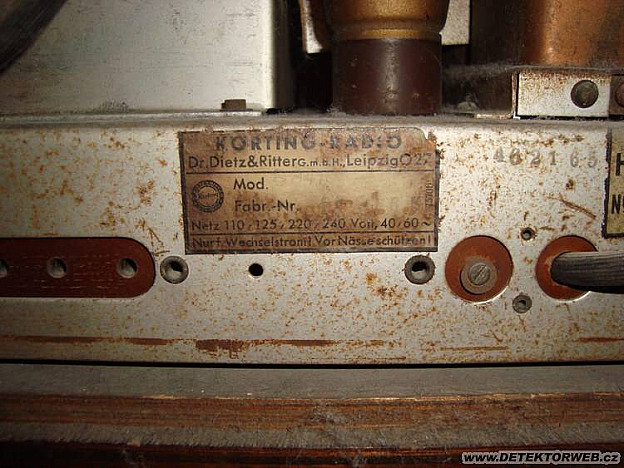 KÖRTING-RADIO
Dr. Dietz & Ritter G.m.b.H., Leipzig O 27
Mod.
Fabr.-Nr.
Netz 110/125/220/240 Volt, 40/60 ~
Nur f. Wechselstrom! Vor Nässe schützen!
462165
H
Nº
WWW.DETEKTORWEB.CZ